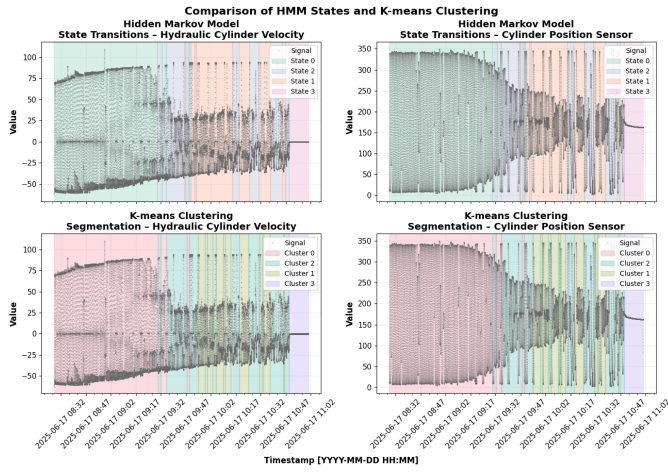 Comparison of HMM States and K-means Clustering
Hidden Markov Model
State Transitions – Hydraulic Cylinder Velocity
Hidden Markov Model
State Transitions – Cylinder Position Sensor
Value
100
75
50
25
0
−25
−50
Signal
State 0
State 2
State 1
State 3
Value
350
300
250
200
150
100
50
0
Signal
State 0
State 2
State 1
State 3
K-means Clustering
Segmentation – Hydraulic Cylinder Velocity
K-means Clustering
Segmentation – Cylinder Position Sensor
Value
100
75
50
25
0
−25
−50
Signal
Cluster 0
Cluster 2
Cluster 1
Cluster 3
Value
350
300
250
200
150
100
50
0
Signal
Cluster 0
Cluster 2
Cluster 1
Cluster 3
2025-06-17 08:32
2025-06-17 08:47
2025-06-17 09:02
2025-06-17 09:17
2025-06-17 09:32
2025-06-17 09:47
2025-06-17 10:02
2025-06-17 10:17
2025-06-17 10:32
2025-06-17 10:47
2025-06-17 11:02
2025-06-17 08:32
2025-06-17 08:47
2025-06-17 09:02
2025-06-17 09:17
2025-06-17 09:32
2025-06-17 09:47
2025-06-17 10:02
2025-06-17 10:17
2025-06-17 10:32
2025-06-17 10:47
2025-06-17 11:02
Timestamp [YYYY-MM-DD HH:MM]